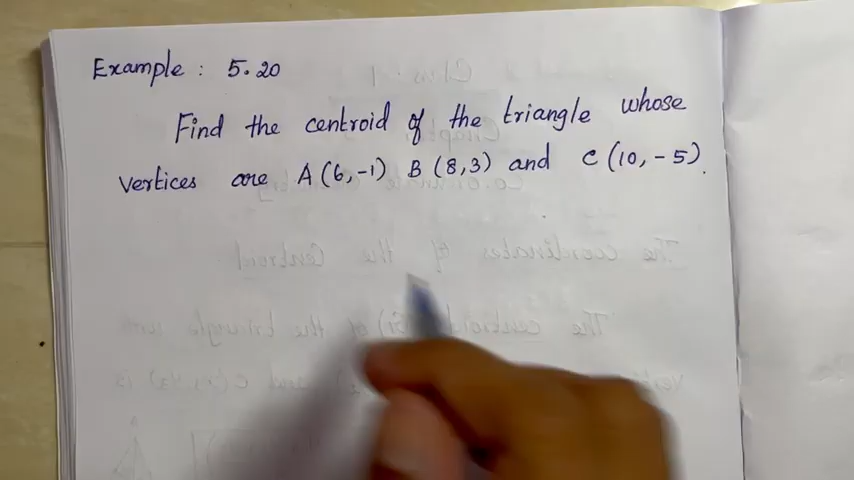 Example : 5.20
Find the centroid of the triangle whose
vertices are A (6,-1) B (8,3) and C (10, -5).